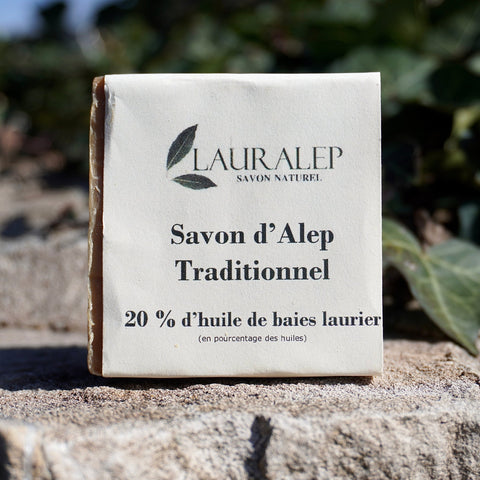 LAURALEP
SAVON NATUREL
Savon d’Alep
Traditionnel
20 % d’huile de baies laurier
(en pourcentage des huiles)